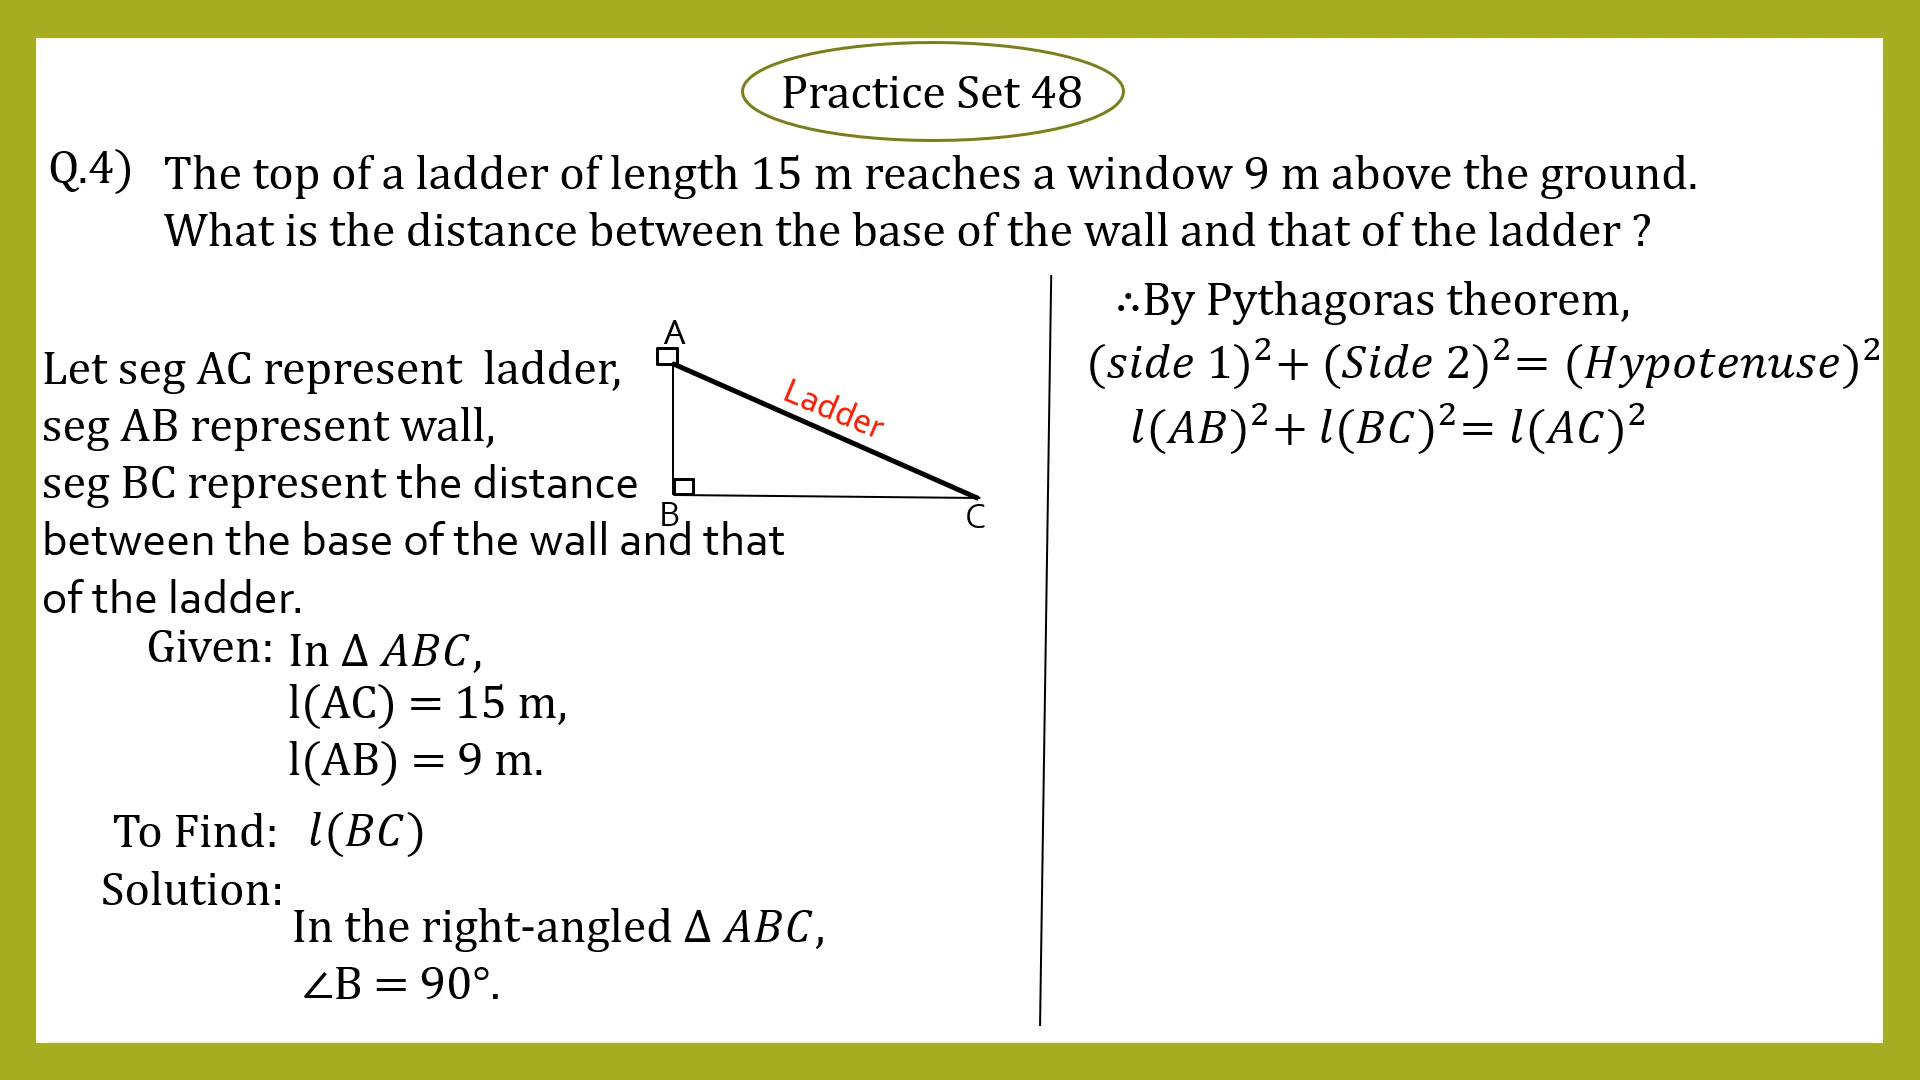 Practice Set 48
Q.4) The top of a ladder of length 15 m reaches a window 9 m above the ground.
What is the distance between the base of the wall and that of the ladder ?
Let seg AC represent ladder,
seg AB represent wall,
seg BC represent the distance
between the base of the wall and that
of the ladder.
A
Ladder
B
C
Given: In Δ ABC,
l(AC) = 15 m,
l(AB) = 9 m.
To Find: l(BC)
Solution:
In the right-angled Δ ABC,
∠B = 90°.
∴By Pythagoras theorem,
(side 1)²+ (Side 2)²= (Hypotenuse)²
l(AB)²+ l(BC)²= l(AC)²